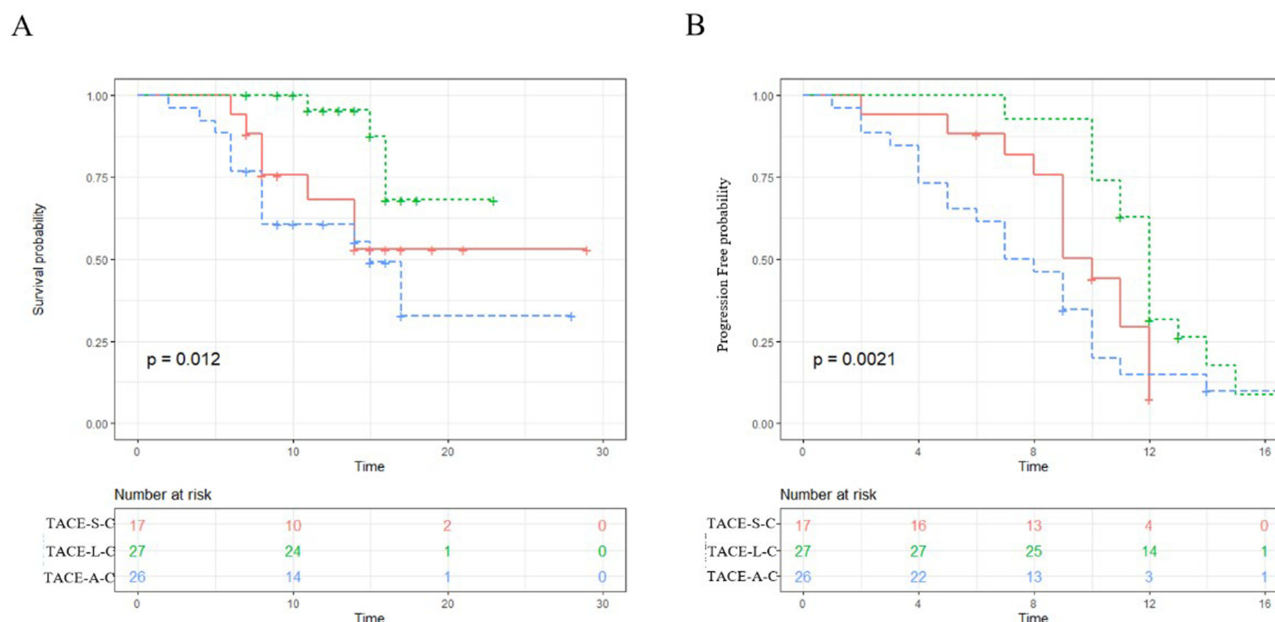 A
B
Survival probability
1.00
0.75
0.50
0.25
0.00
p = 0.012
0 10 20 30
Time
Progression Free probability
1.00
0.75
0.50
0.25
0.00
p = 0.0021
0 4 8 12 16
Time
Number at risk
TACE-S-C 17 10 2 0
TACE-L-C 27 24 1 0
TACE-A-C 26 14 1 0
0 10 20 30
Time
Number at risk
TACE-S-C 17 16 13 4 0
TACE-L-C 27 27 25 14 1
TACE-A-C 26 22 13 3 1
0 4 8 12 16
Time